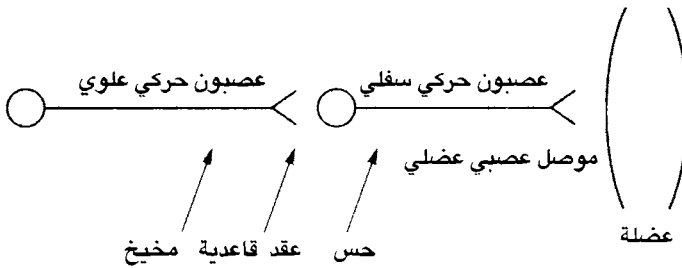 عصبون حركي علوي
عصبون حركي سفلي
موصل عصبي عضلي
عضلة
حس
عقد قاعدية
مخيخ